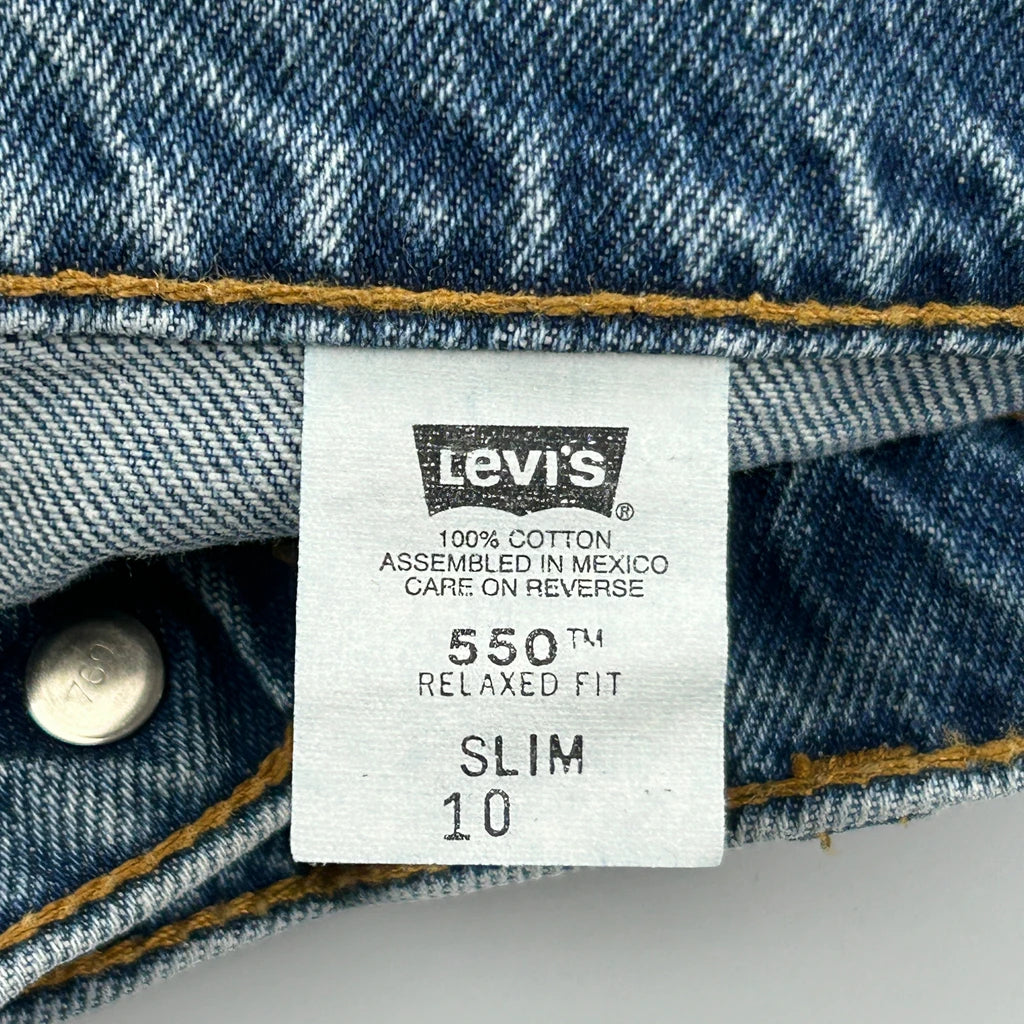 LEVI'S®
100% COTTON
ASSEMBLED IN MEXICO
CARE ON REVERSE
550™
RELAXED FIT
SLIM
10